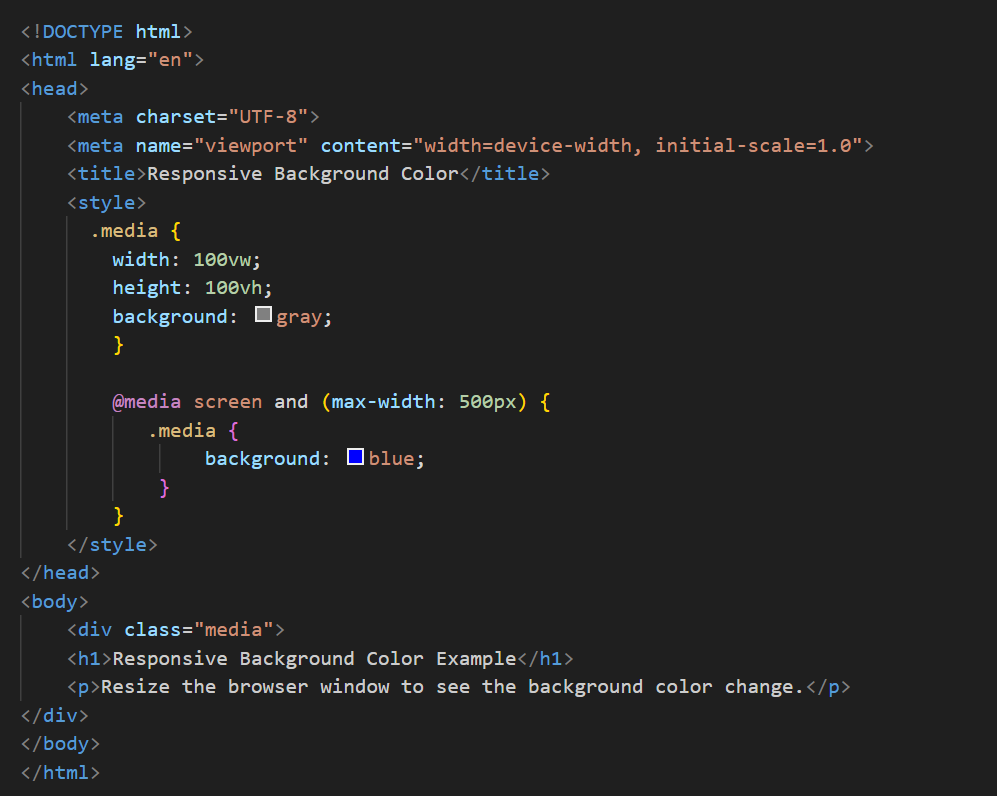 <!DOCTYPE html>
<html lang="en">
<head>
    <meta charset="UTF-8">
    <meta name="viewport" content="width=device-width, initial-scale=1.0">
    <title>Responsive Background Color</title>
    <style>
      .media {
        width: 100vw;
        height: 100vh;
        background: gray;
        }

        @media screen and (max-width: 500px) {
           .media {
                background: blue;
            }
        }
    </style>
</head>
<body>
    <div class="media">
    <h1>Responsive Background Color Example</h1>
    <p>Resize the browser window to see the background color change.</p>
</div>
</body>
</html>